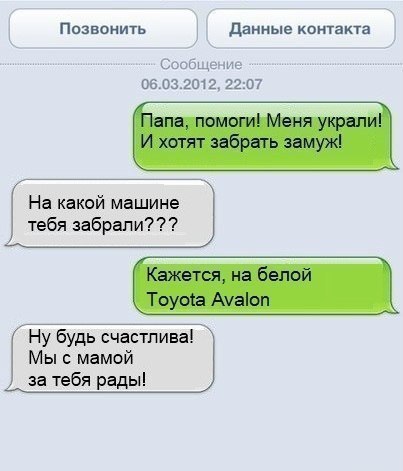 Позвонить
Данные контакта
Сообщение
06.03.2012, 22:07
Папа, помоги! Меня украли!
И хотят забрать замуж!
На какой машине
тебя забрали???
Кажется, на белой
Toyota Avalon
Ну будь счастлива!
Мы с мамой
за тебя рады!